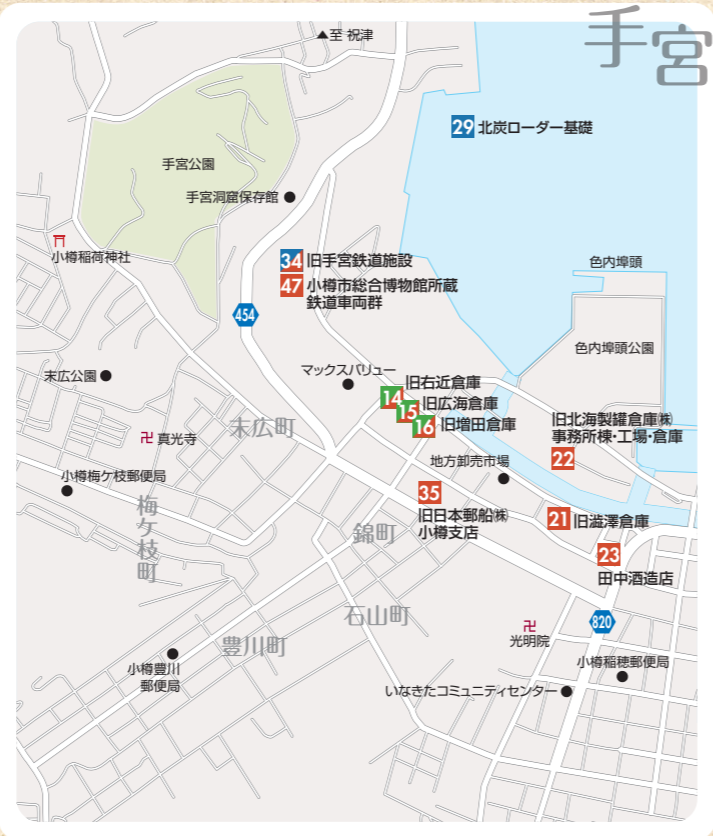 手宮
▲至 祝津
29 北炭ローダー基礎
手宮公園
手宮洞窟保存館
小樽稲荷神社
34 旧手宮鉄道施設
47 小樽市総合博物館所蔵
鉄道車両群
色内埠頭
454
色内埠頭公園
末広公園
マックスバリュー
14 旧右近倉庫
15 旧広海倉庫
16 旧増田倉庫
旧北海製罐倉庫㈱
事務所棟・工場・倉庫
22
末広町
卍 真光寺
地方卸売市場
小樽梅ケ枝郵便局
35
旧日本郵船㈱
小樽支店
梅ケ枝町
21 旧澁澤倉庫
錦町
23
田中酒造店
石山町
820
卍
光明院
豊川町
小樽豊川
郵便局
小樽稲穂郵便局
いなきたコミュニティセンター